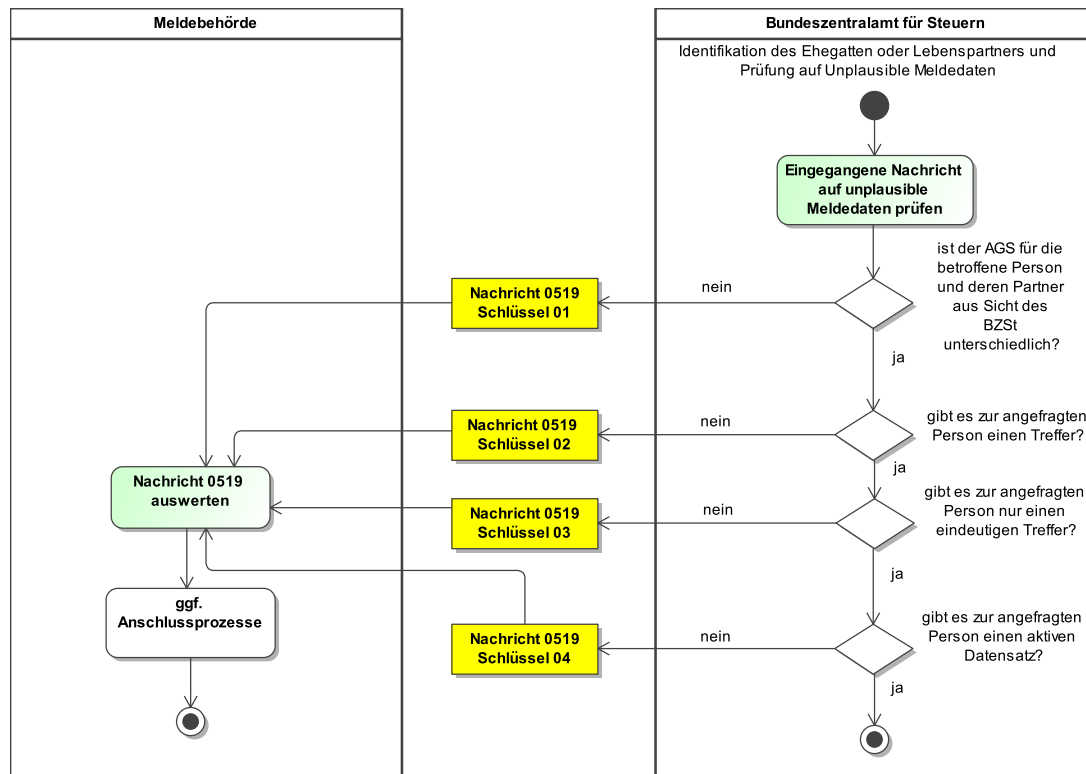 Meldebehörde
Bundeszentralamt für Steuern
Identifikation des Ehegatten oder Lebenspartners und
Prüfung auf Unplausible Meldedaten
Eingegangene Nachricht
auf unplausible
Meldedaten prüfen
ist der AGS für die
betroffene Person
und deren Partner
aus Sicht des
BZSt
unterschiedlich?
nein
Nachricht 0519
Schlüssel 01
ja
gibt es zur angefragten
Person einen Treffer?
nein
Nachricht 0519
Schlüssel 02
ja
gibt es zur angefragten
Person nur einen
eindeutigen Treffer?
nein
Nachricht 0519
Schlüssel 03
Nachricht 0519
auswerten
ja
ggf.
Anschlussprozesse
gibt es zur angefragten
Person einen aktiven
Datensatz?
nein
Nachricht 0519
Schlüssel 04
ja